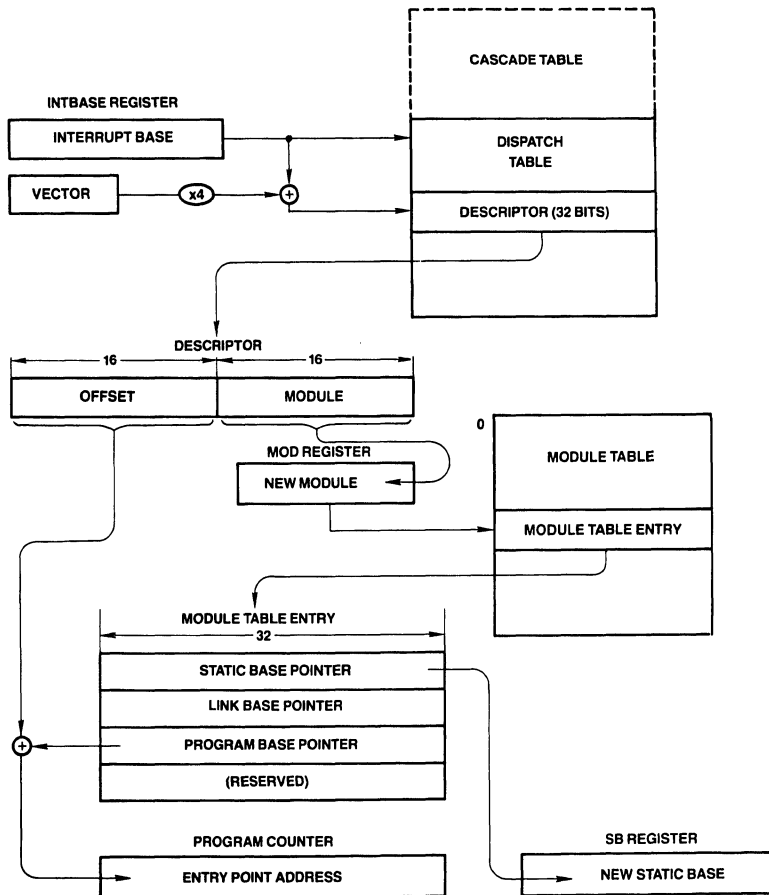 CASCADE TABLE
INTBASE REGISTER
INTERRUPT BASE
DISPATCH
TABLE
VECTOR
x4
+
DESCRIPTOR (32 BITS)
DESCRIPTOR
16
16
OFFSET
MODULE
0
MOD REGISTER
MODULE TABLE
NEW MODULE
MODULE TABLE ENTRY
MODULE TABLE ENTRY
32
STATIC BASE POINTER
LINK BASE POINTER
+
PROGRAM BASE POINTER
(RESERVED)
PROGRAM COUNTER
SB REGISTER
ENTRY POINT ADDRESS
NEW STATIC BASE